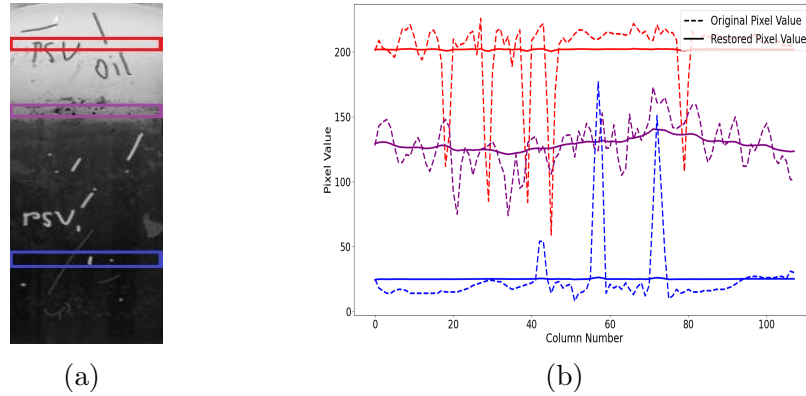 PSV
Oil
PSV
(a)
Original Pixel Value
Restored Pixel Value
200
150
100
50
0
Pixel Value
0 20 40 60 80 100
Column Number
(b)